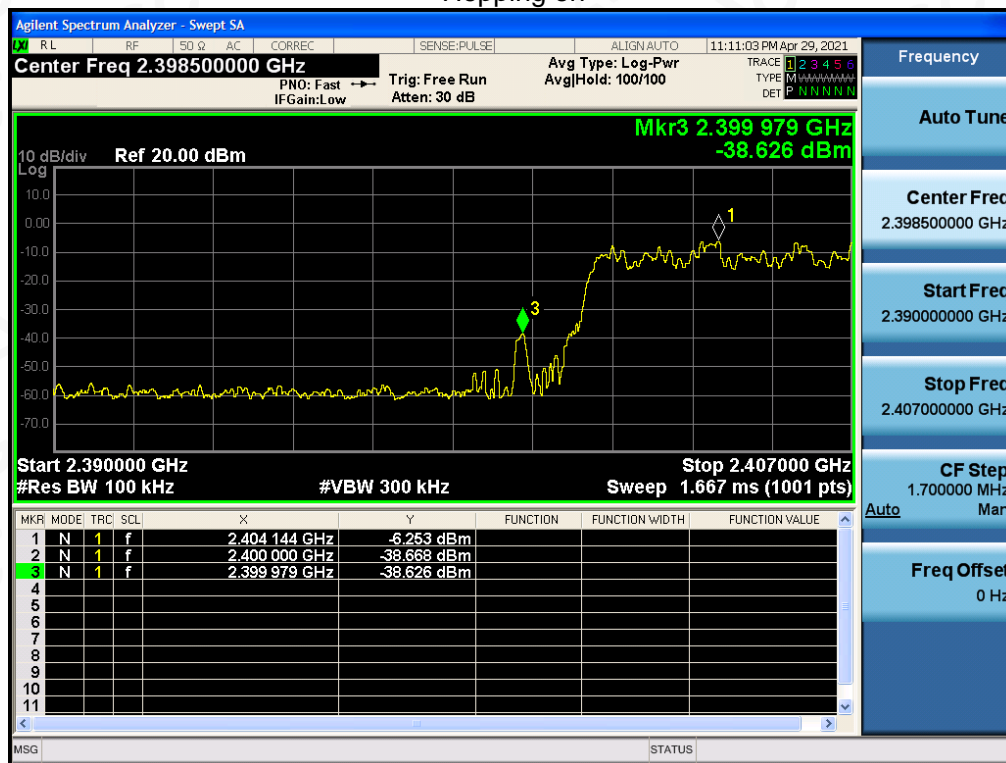 Hopping on
Agilent Spectrum Analyzer - Swept SA
LXI RL RF 50 Ω AC CORREC SENSE:PULSE ALIGN AUTO 11:11:03 PM Apr 29, 2021
Center Freq 2.398500000 GHz
PNO: Fast
IFGain:Low
Trig: Free Run
Atten: 30 dB
Avg Type: Log-Pwr
Avg|Hold: 100/100
TRACE 1 2 3 4 5 6
TYPE M WWWWW
DET P N N N N N
Mkr3 2.399 979 GHz
-38.626 dBm
10 dB/div Ref 20.00 dBm
Log
10.0
0.00
-10.0
-20.0
-30.0
-40.0
-50.0
-60.0
-70.0
1
3
Start 2.390000 GHz Stop 2.407000 GHz
#Res BW 100 kHz #VBW 300 kHz Sweep 1.667 ms (1001 pts)
MKR MODE TRC SCL X Y FUNCTION FUNCTION WIDTH FUNCTION VALUE
1 N 1 f 2.404 144 GHz -6.253 dBm
2 N 1 f 2.400 000 GHz -38.668 dBm
3 N 1 f 2.399 979 GHz -38.626 dBm
4
5
6
7
8
9
10
11
MSG STATUS
Frequency
Auto Tune
Center Freq
2.398500000 GHz
Start Freq
2.390000000 GHz
Stop Freq
2.407000000 GHz
CF Step
1.700000 MHz
Auto Man
Freq Offset
0 Hz